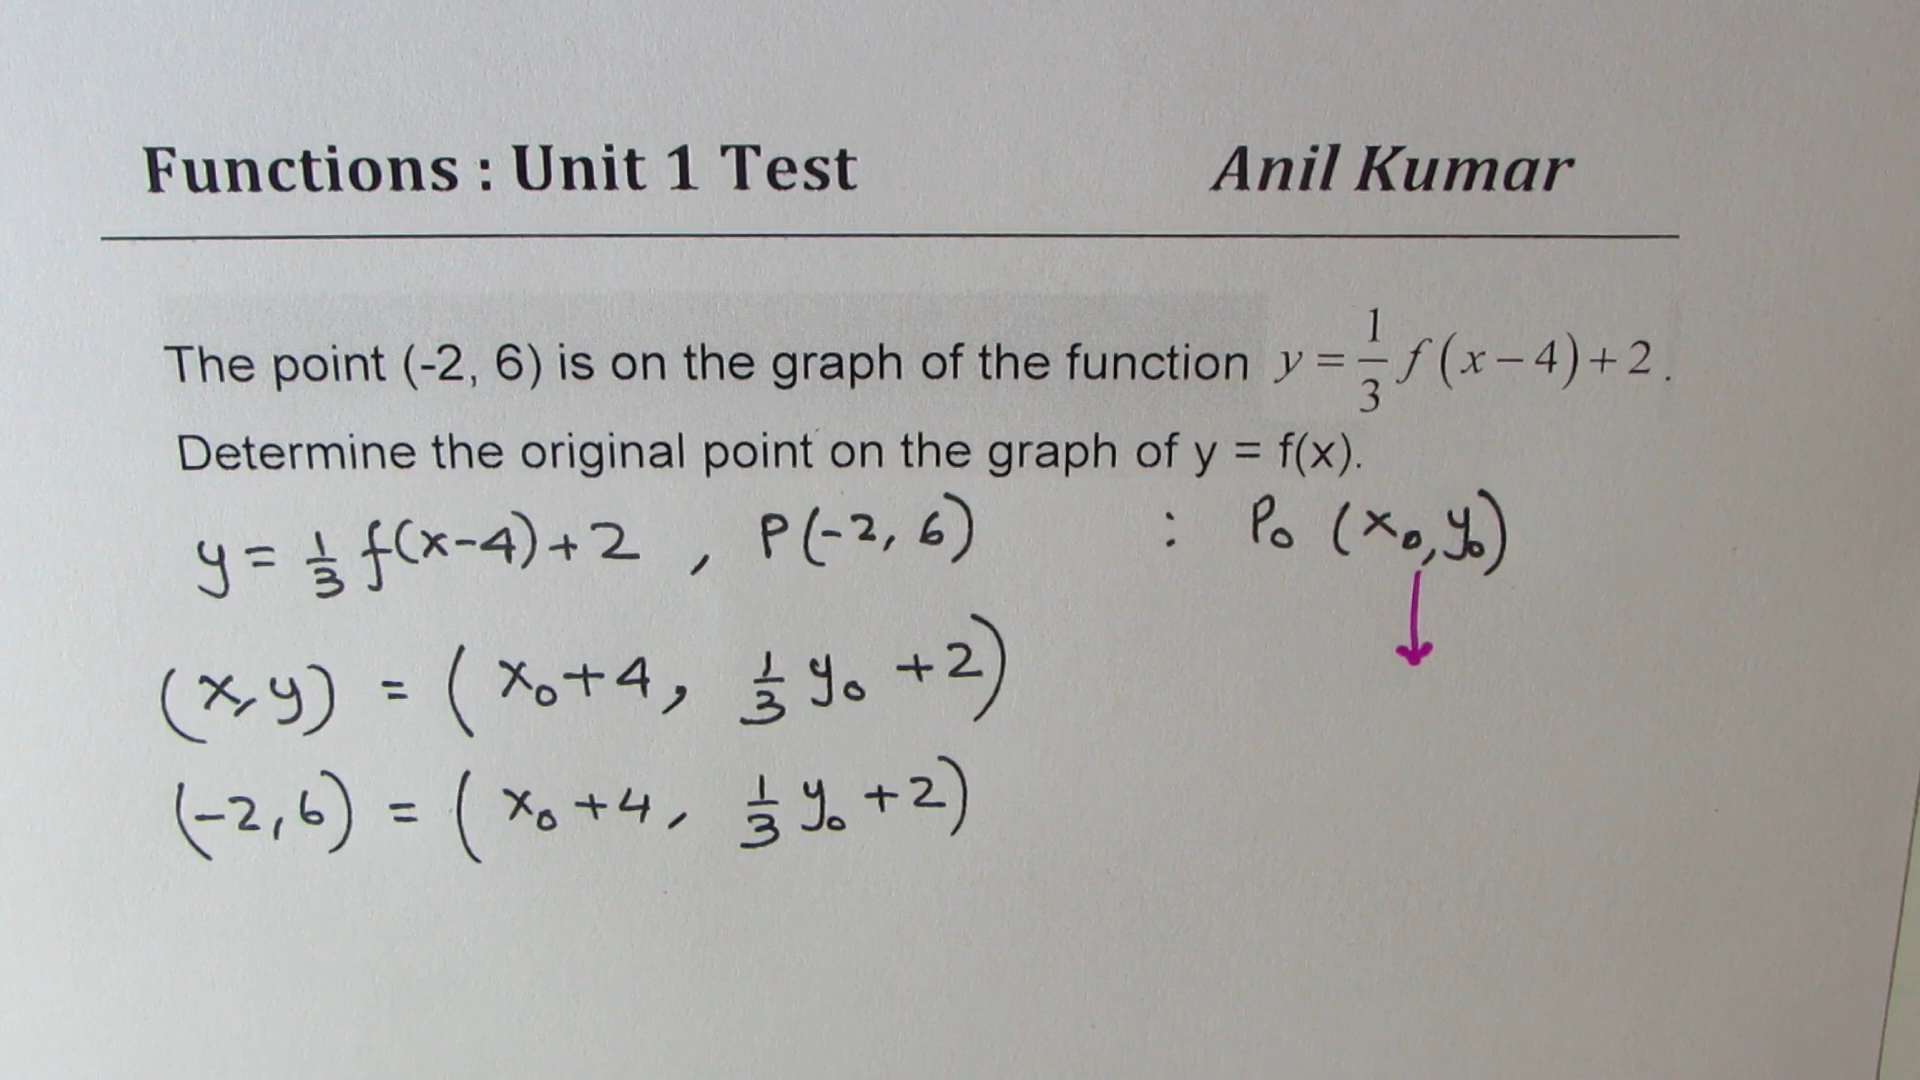 Functions : Unit 1 Test Anil Kumar
The point (-2, 6) is on the graph of the function y = 1/3 f(x − 4) + 2.
Determine the original point on the graph of y = f(x).
y = 1/3 f(x-4) + 2 , P(-2, 6) : P₀ (x₀, y₀)
(x, y) = (x₀+4, 1/3 y₀ +2)
(-2, 6) = (x₀ +4, 1/3 y₀ +2)